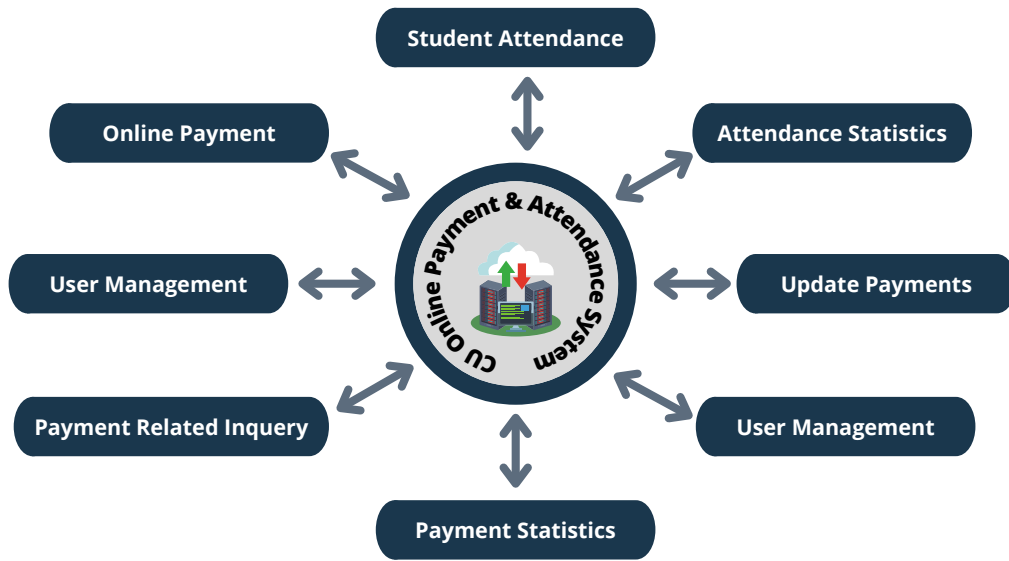 Student Attendance
Online Payment
Attendance Statistics
CU Online Payment & Attendance System
User Management
Update Payments
Payment Related Inquery
User Management
Payment Statistics